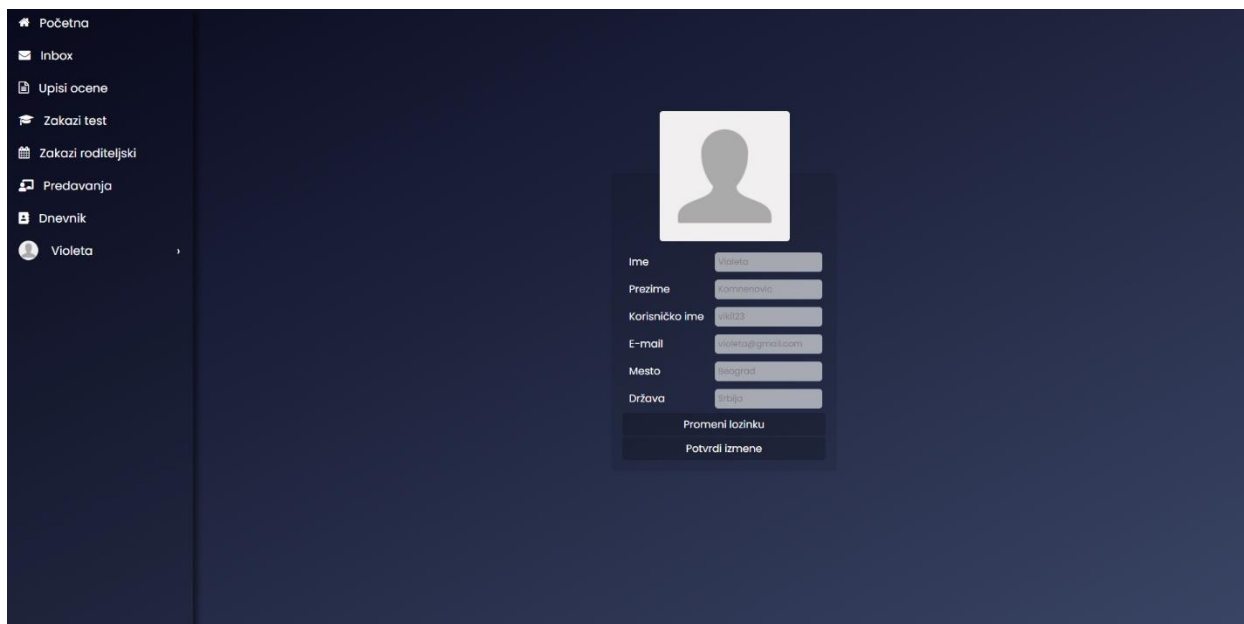 Početna
Inbox
Upisi ocene
Zakazi test
Zakazi roditeljski
Predavanja
Dnevnik
Violeta
Ime Violeta
Prezime Komnenovic
Korisničko ime viki123
E-mail violeta@gmail.com
Mesto Beograd
Država Srbija
Promeni lozinku
Potvrdi izmene